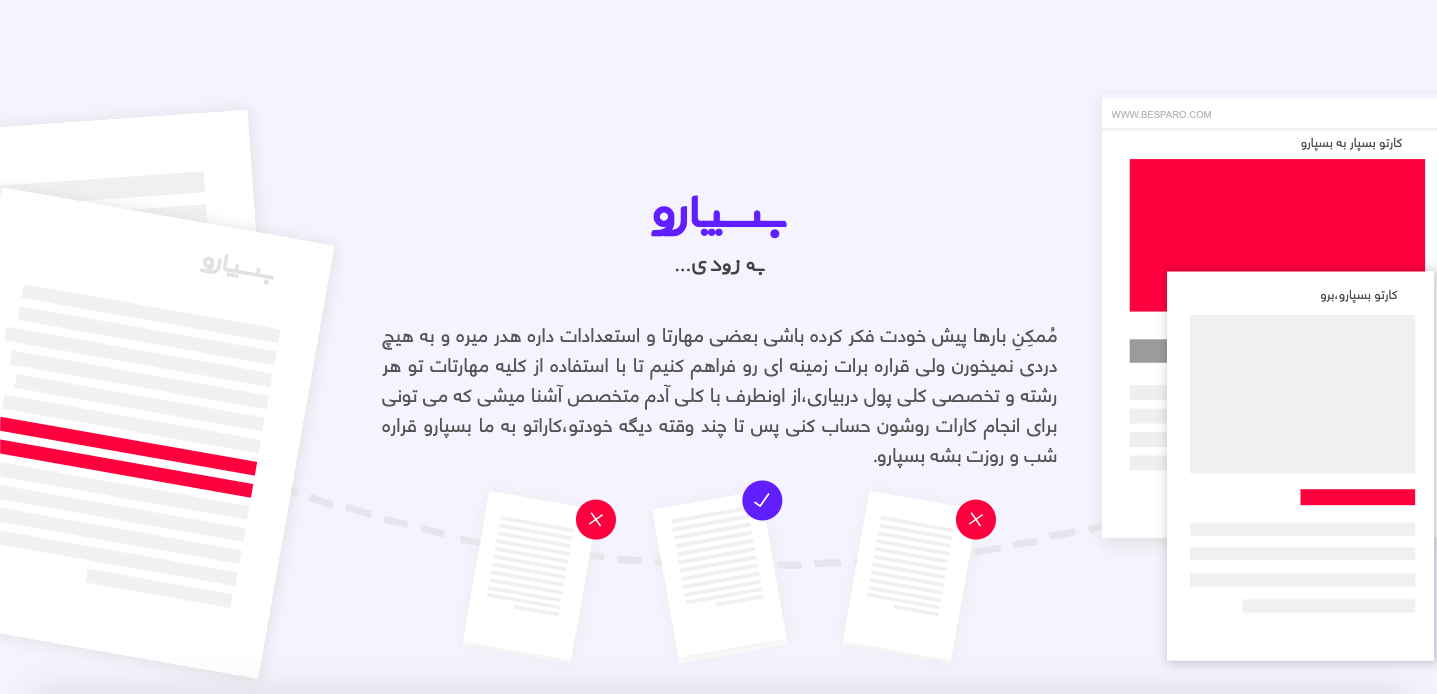 WWW.BESPARO.COM
کارتو بسپار به بسپارو
بسپارو
به زودی...
بسپارو
کارتو بسپارو،برو
مُمکِنِ بارها پیش خودت فکر کرده باشی بعضی مهارتا و استعدادات داره هدر میره و به هیچ
دردی نمیخورن ولی قراره برات زمینه ای رو فراهم کنیم تا با استفاده از کلیه مهارتات تو هر
رشته و تخصصی کلی پول دربیاری،از اونطرف با کلی آدم متخصص آشنا میشی که می تونی
برای انجام کارات روشون حساب کنی پس تا چند وقته دیگه خودتو،کاراتو به ما بسپارو قراره
شب و روزت بشه بسپارو.